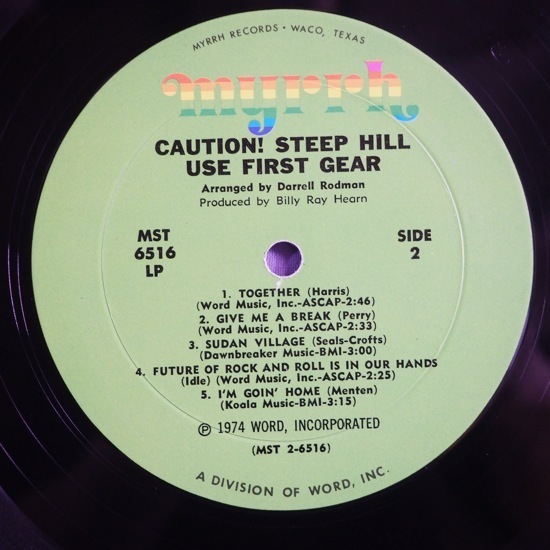 MYRRH RECORDS • WACO, TEXAS
myrrh
CAUTION! STEEP HILL
USE FIRST GEAR
Arranged by Darrell Rodman
Produced by Billy Ray Hearn
MST
6516
LP
SIDE
2
1. TOGETHER (Harris)
(Word Music, Inc.-ASCAP-2:46)
2. GIVE ME A BREAK (Perry)
(Word Music, Inc.-ASCAP-2:33)
3. SUDAN VILLAGE (Seals-Crofts)
(Dawnbreaker Music-BMI-3:00)
4. FUTURE OF ROCK AND ROLL IS IN OUR HANDS
(Idle) (Word Music, Inc.-ASCAP-2:25)
5. I'M GOIN' HOME (Menten)
(Koala Music-BMI-3:15)
℗ 1974 WORD, INCORPORATED
(MST 2-6516)
A DIVISION OF WORD, INC.